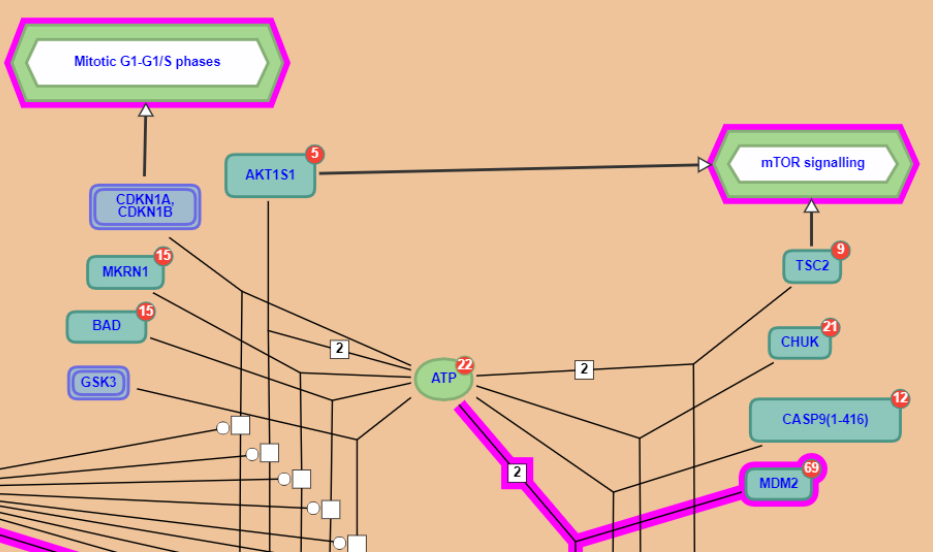 Mitotic G1-G1/S phases
5
AKT1S1
mTOR signalling
CDKN1A,
CDKN1B
15
MKRN1
9
TSC2
15
BAD
21
CHUK
2
22
ATP
2
GSK3
12
CASP9(1-416)
2
69
MDM2